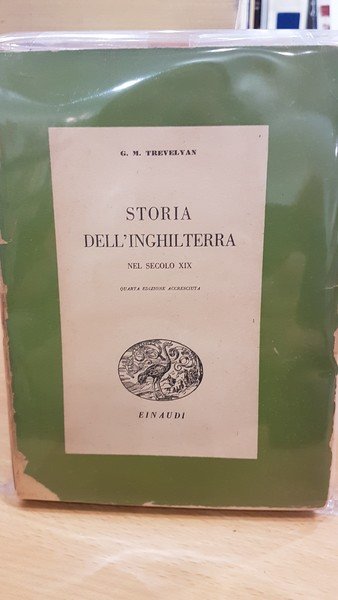 G. M. TREVELYAN
STORIA
DELL'INGHILTERRA
NEL SECOLO XIX
QUARTA EDIZIONE ACCRESCIUTA
EINAUDI